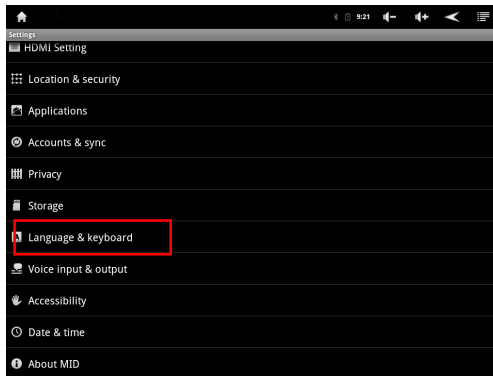 9:21
Settings
HDMI Setting
Location & security
Applications
Accounts & sync
Privacy
Storage
Language & keyboard
Voice input & output
Accessibility
Date & time
About MID